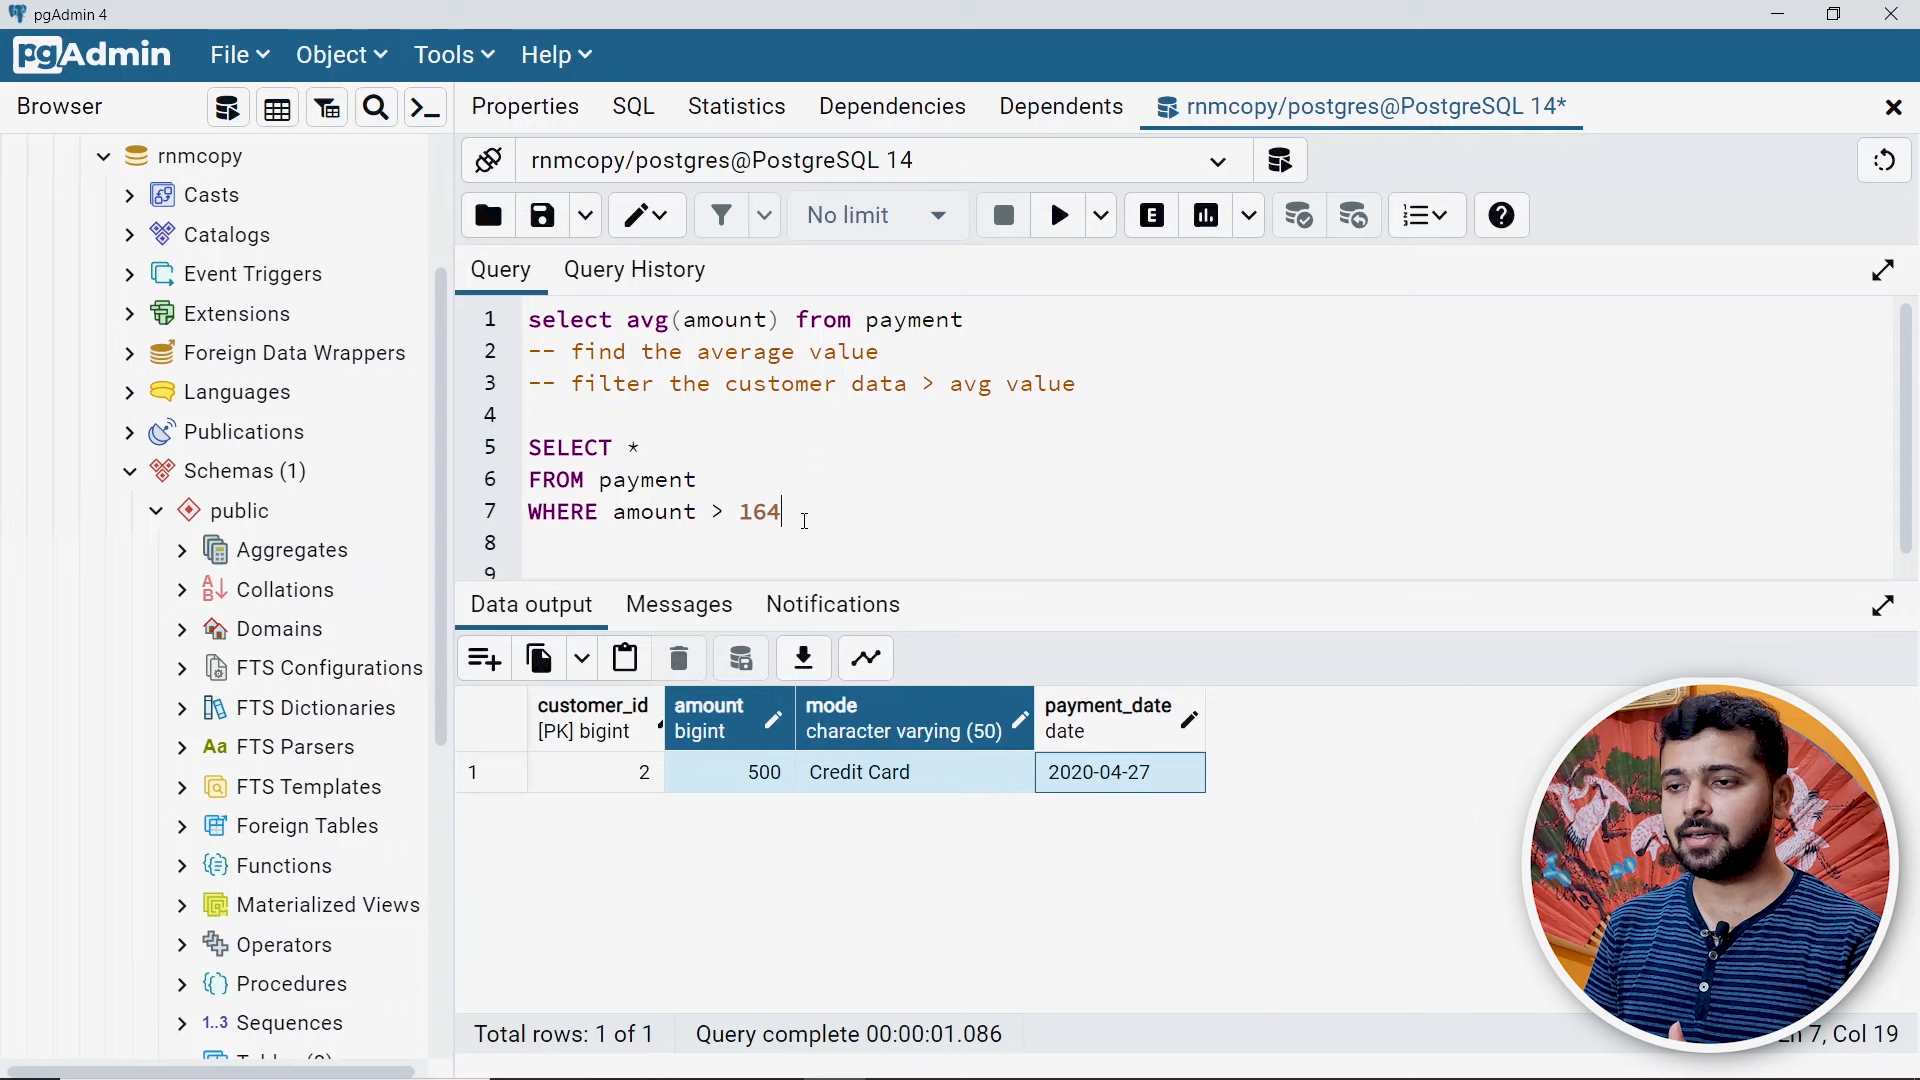 pgAdmin 4
pgAdmin File Object Tools Help
Browser
Properties SQL Statistics Dependencies Dependents rnmcopy/postgres@PostgreSQL 14*
rnmcopy
Casts
Catalogs
Event Triggers
Extensions
Foreign Data Wrappers
Languages
Publications
Schemas (1)
public
Aggregates
Collations
Domains
FTS Configurations
FTS Dictionaries
Aa FTS Parsers
FTS Templates
Foreign Tables
Functions
Materialized Views
Operators
Procedures
1..3 Sequences
rnmcopy/postgres@PostgreSQL 14
No limit
E
Query Query History
1 select avg(amount) from payment
2 -- find the average value
3 -- filter the customer data > avg value
4
5 SELECT *
6 FROM payment
7 WHERE amount > 164
8
9
Data output Messages Notifications
customer_id amount mode payment_date
[PK] bigint bigint character varying (50) date
1 2 500 Credit Card 2020-04-27
Total rows: 1 of 1 Query complete 00:00:01.086 7, Col 19